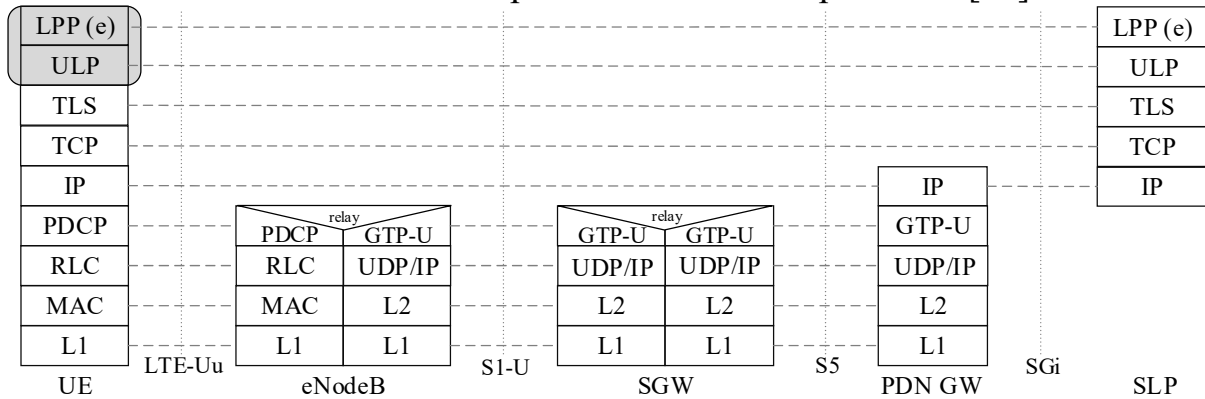 LPP (e) LPP (e)
ULP ULP
TLS TLS
TCP TCP
IP IP IP
PDCP relay relay GTP-U
PDCP GTP-U GTP-U GTP-U
RLC RLC UDP/IP UDP/IP UDP/IP UDP/IP
MAC MAC L2 L2 L2 L2
L1 L1 L1 L1 L1 L1
LTE-Uu S1-U S5 SGi
UE eNodeB SGW PDN GW SLP